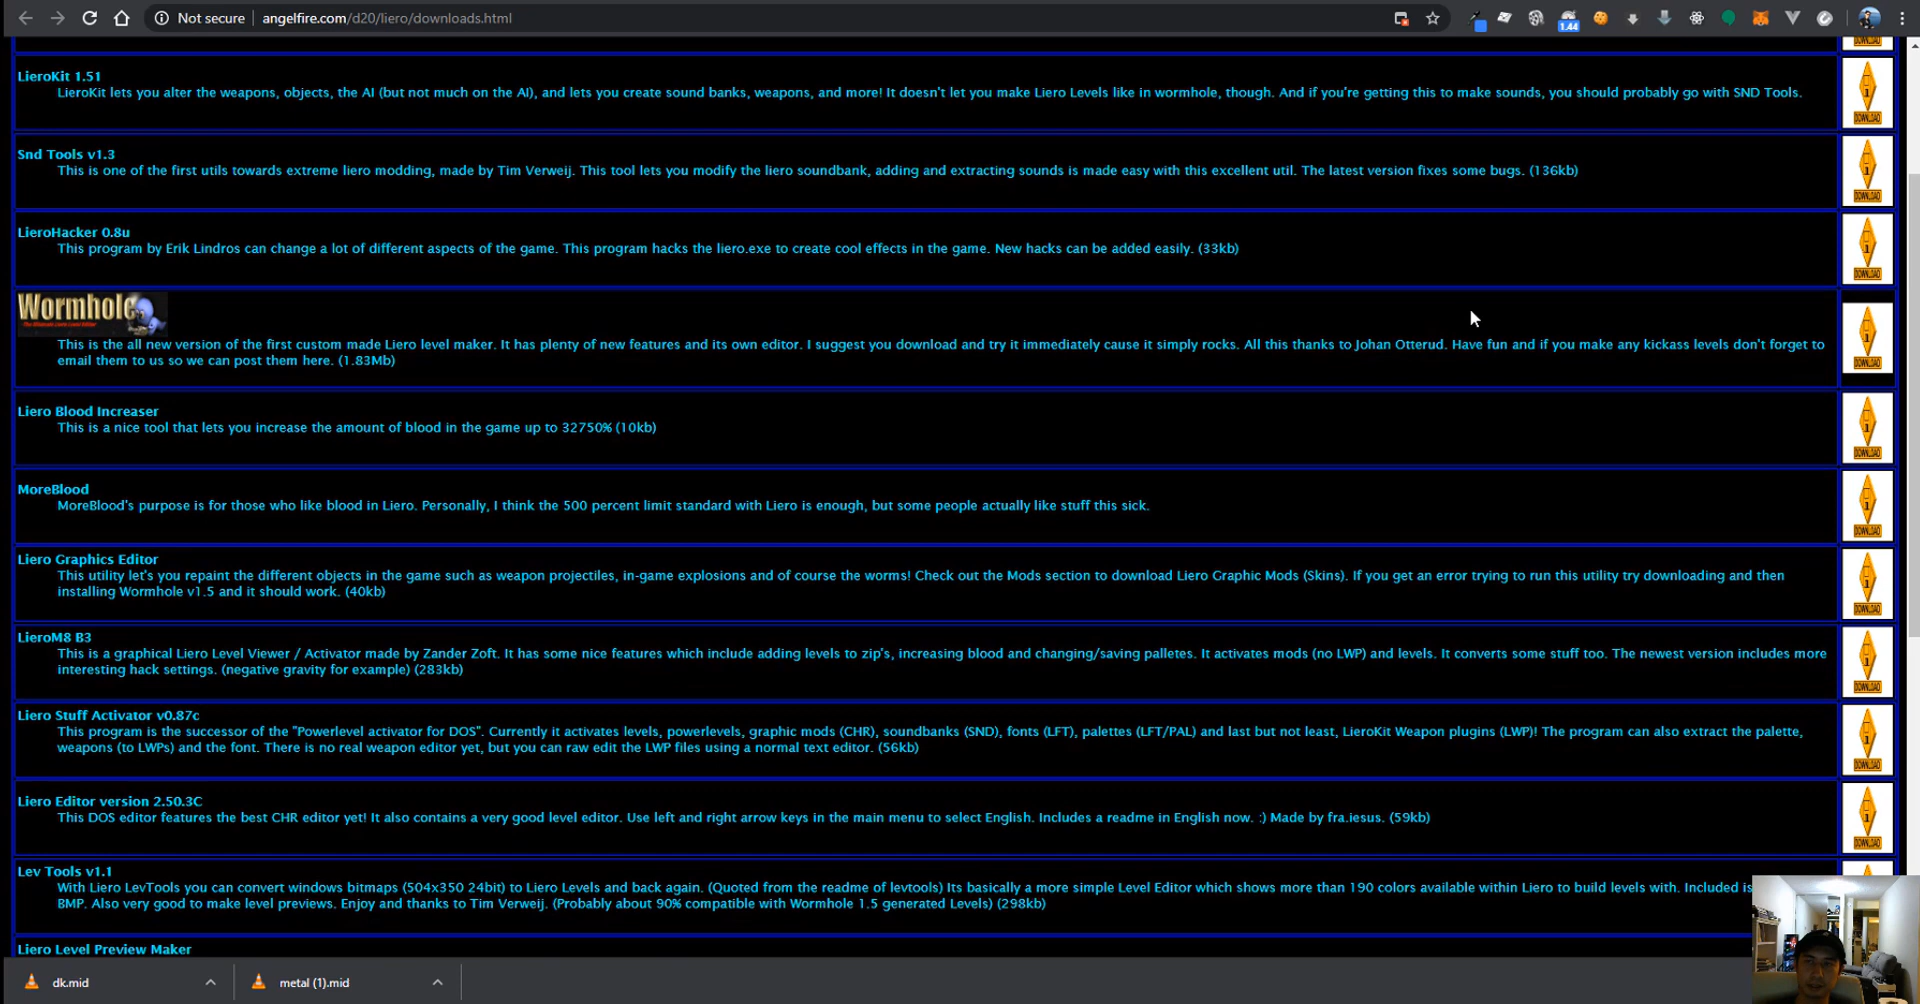 Not secure | angelfire.com/d20/liero/downloads.html
1.44
DOWNLOAD
LieroKit 1.51
LieroKit lets you alter the weapons, objects, the AI (but not much on the AI), and lets you create sound banks, weapons, and more! It doesn't let you make Liero Levels like in wormhole, though. And if you're getting this to make sounds, you should probably go with SND Tools.
1
DOWNLOAD
Snd Tools v1.3
This is one of the first utils towards extreme liero modding, made by Tim Verweij. This tool lets you modify the liero soundbank, adding and extracting sounds is made easy with this excellent util. The latest version fixes some bugs. (136kb)
1
DOWNLOAD
LieroHacker 0.8u
This program by Erik Lindros can change a lot of different aspects of the game. This program hacks the liero.exe to create cool effects in the game. New hacks can be added easily. (33kb)
1
DOWNLOAD
Wormhole
This is the all new version of the first custom made Liero level maker. It has plenty of new features and its own editor. I suggest you download and try it immediately cause it simply rocks. All this thanks to Johan Otterud. Have fun and if you make any kickass levels don't forget to
email them to us so we can post them here. (1.83Mb)
1
DOWNLOAD
Liero Blood Increaser
This is a nice tool that lets you increase the amount of blood in the game up to 32750% (10kb)
1
DOWNLOAD
MoreBlood
MoreBlood's purpose is for those who like blood in Liero. Personally, I think the 500 percent limit standard with Liero is enough, but some people actually like stuff this sick.
1
DOWNLOAD
Liero Graphics Editor
This utility let's you repaint the different objects in the game such as weapon projectiles, in-game explosions and of course the worms! Check out the Mods section to download Liero Graphic Mods (Skins). If you get an error trying to run this utility try downloading and then
installing Wormhole v1.5 and it should work. (40kb)
1
DOWNLOAD
LieroM8 B3
This is a graphical Liero Level Viewer / Activator made by Zander Zoft. It has some nice features which include adding levels to zip's, increasing blood and changing/saving palletes. It activates mods (no LWP) and levels. It converts some stuff too. The newest version includes more
interesting hack settings. (negative gravity for example) (283kb)
1
DOWNLOAD
Liero Stuff Activator v0.87c
This program is the successor of the "Powerlevel activator for DOS". Currently it activates levels, powerlevels, graphic mods (CHR), soundbanks (SND), fonts (LFT), palettes (LFT/PAL) and last but not least, LieroKit Weapon plugins (LWP)! The program can also extract the palette,
weapons (to LWPs) and the font. There is no real weapon editor yet, but you can raw edit the LWP files using a normal text editor. (56kb)
1
DOWNLOAD
Liero Editor version 2.50.3C
This DOS editor features the best CHR editor yet! It also contains a very good level editor. Use left and right arrow keys in the main menu to select English. Includes a readme in English now. :) Made by fra.iesus. (59kb)
1
DOWNLOAD
Lev Tools v1.1
With Liero LevTools you can convert windows bitmaps (504x350 24bit) to Liero Levels and back again. (Quoted from the readme of levtools) Its basically a more simple Level Editor which shows more than 190 colors available within Liero to build levels with. Included is
BMP. Also very good to make level previews. Enjoy and thanks to Tim Verweij. (Probably about 90% compatible with Wormhole 1.5 generated Levels) (298kb)
Liero Level Preview Maker
dk.mid
metal (1).mid